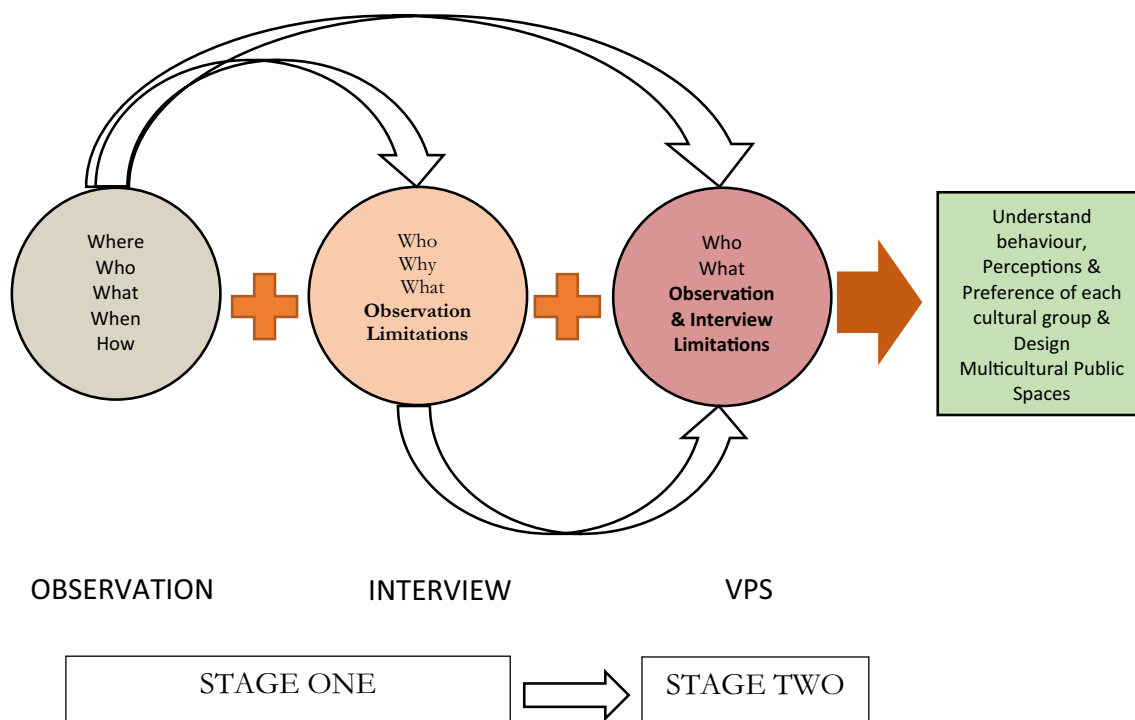 Where
Who
What
When
How
Who
Why
What
Observation
Limitations
Who
What
Observation
& Interview
Limitations
Understand
behaviour,
Perceptions &
Preference of each
cultural group &
Design
Multicultural Public
Spaces
OBSERVATION
INTERVIEW
VPS
STAGE ONE
STAGE TWO